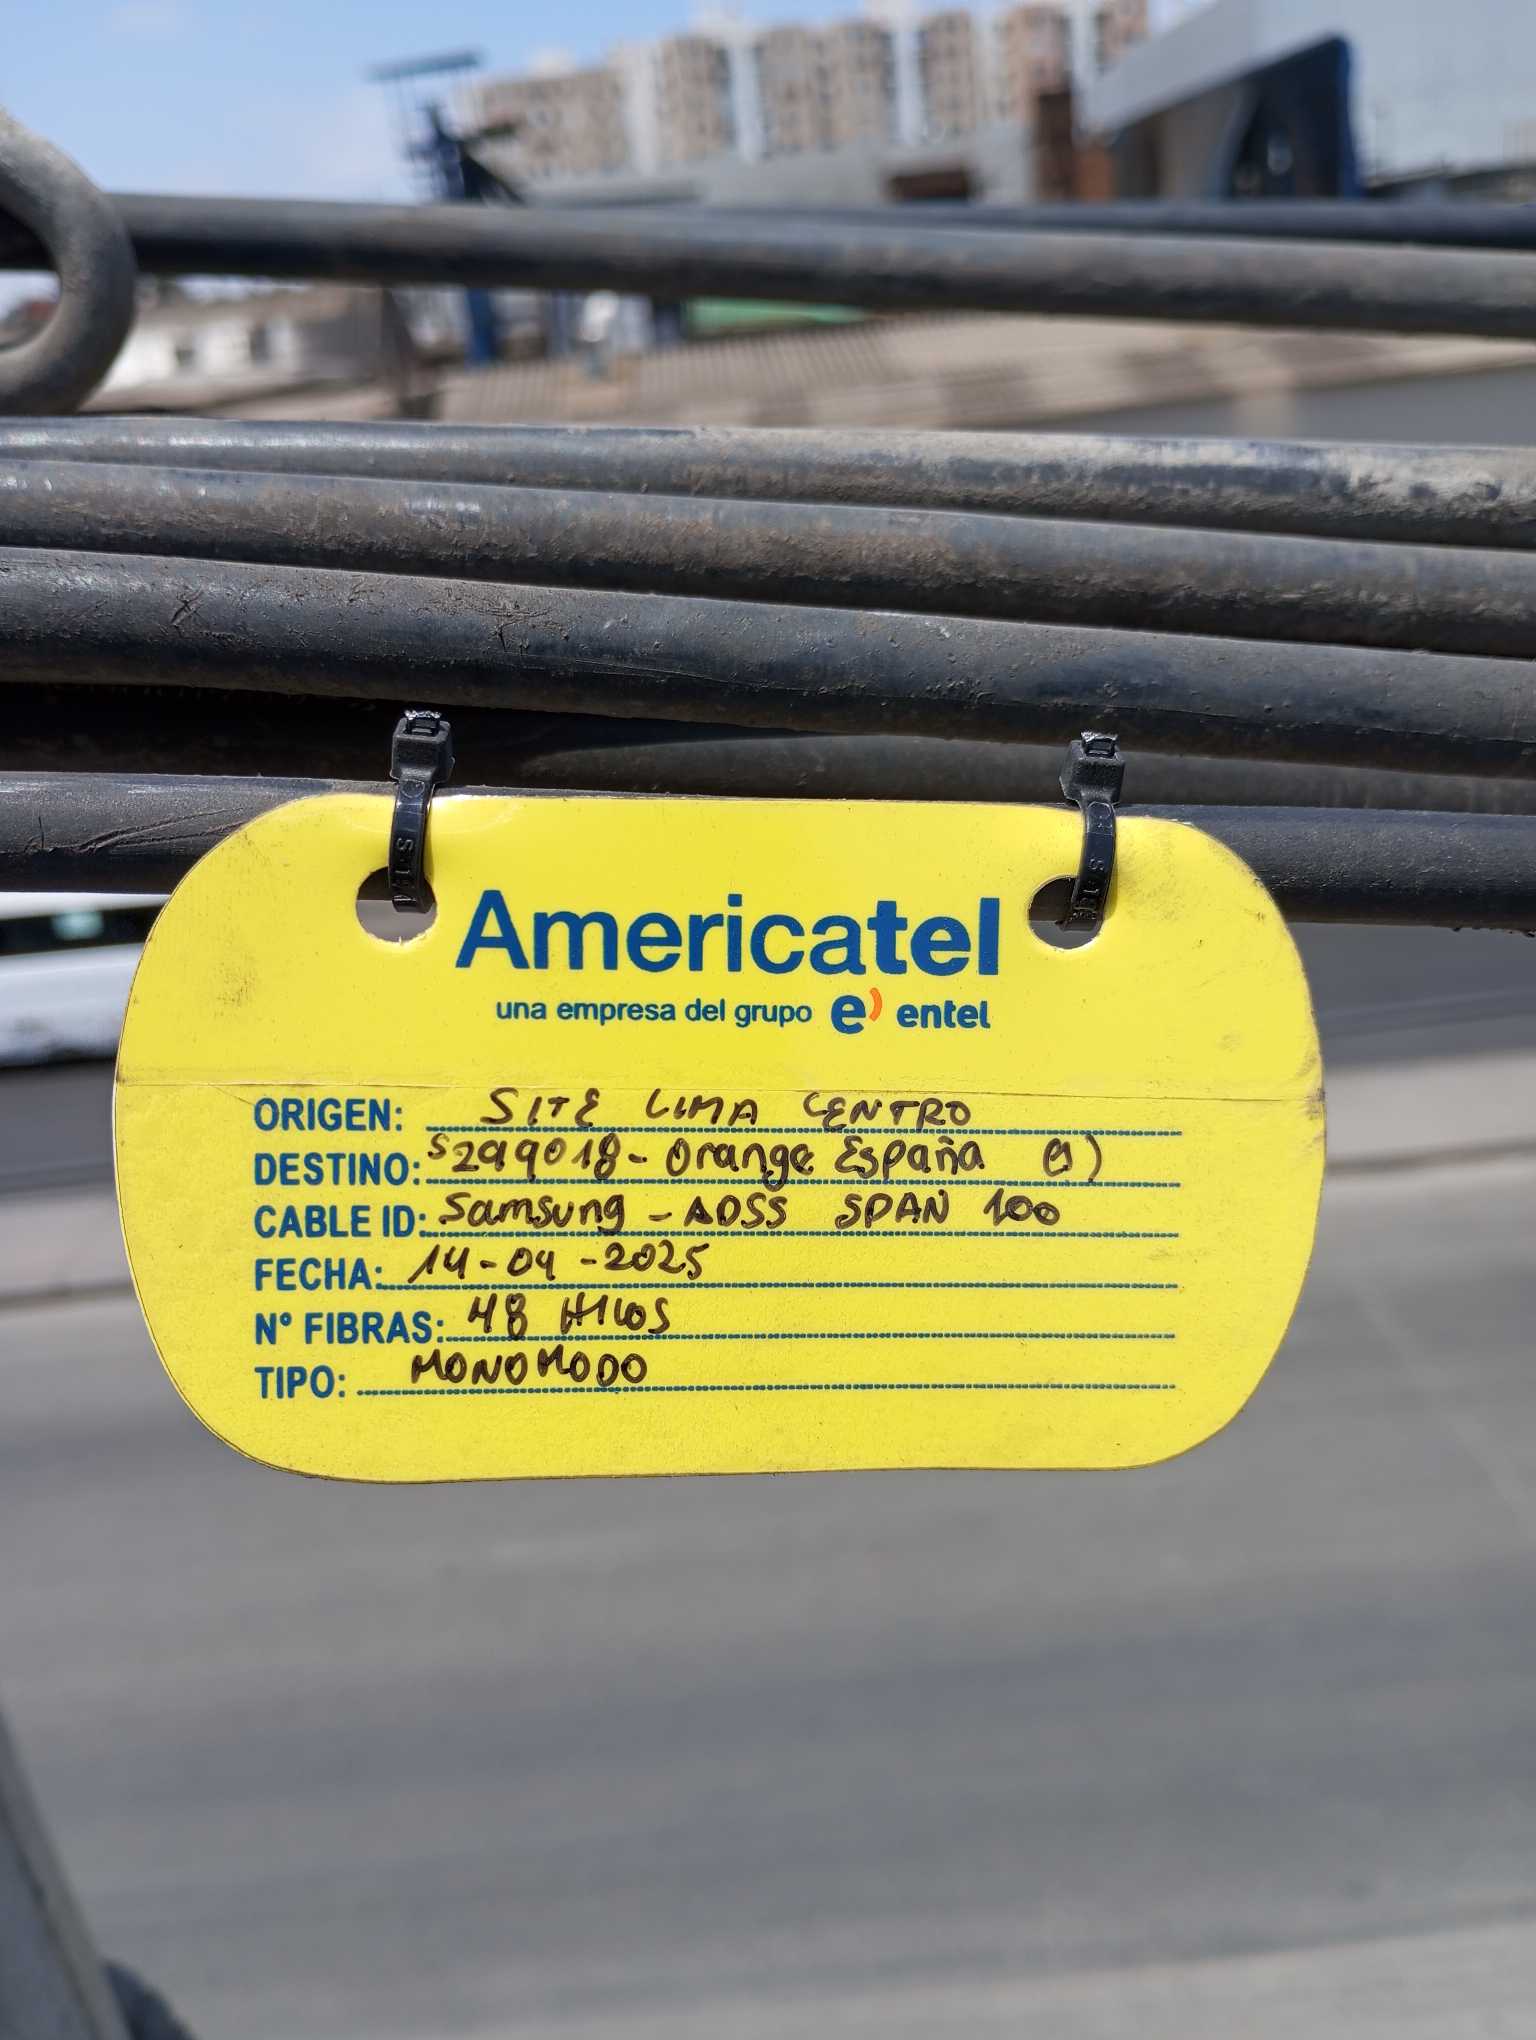 Americatel
una empresa del grupo e) entel
ORIGEN: SITE LIMA CENTRO
DESTINO: S299018 - Orange España
CABLE ID: Samsung - ADSS SPAN 100
FECHA: 14-04-2025
N° FIBRAS: 48 HILOS
TIPO: MONOMODO